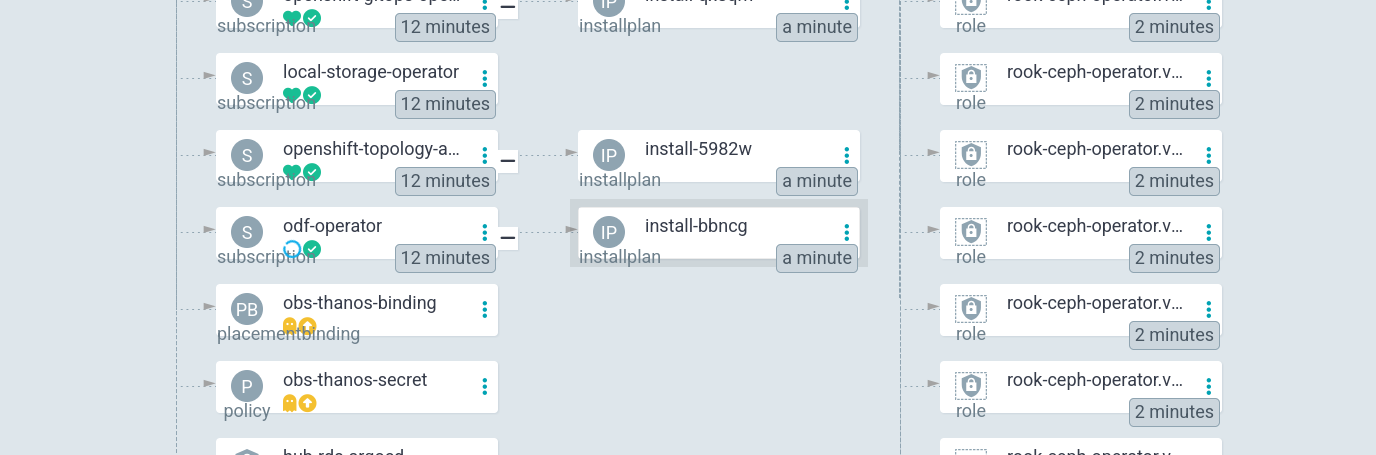 S openshift-gitops-ope...
subscription 12 minutes
IP
installplan a minute
role 2 minutes
S local-storage-operator
subscription 12 minutes
rook-ceph-operator.v...
role 2 minutes
S openshift-topology-a...
subscription 12 minutes
IP install-5982w
installplan a minute
rook-ceph-operator.v...
role 2 minutes
S odf-operator
subscription 12 minutes
IP install-bbncg
installplan a minute
rook-ceph-operator.v...
role 2 minutes
PB obs-thanos-binding
placementbinding
rook-ceph-operator.v...
role 2 minutes
P obs-thanos-secret
policy
rook-ceph-operator.v...
role 2 minutes